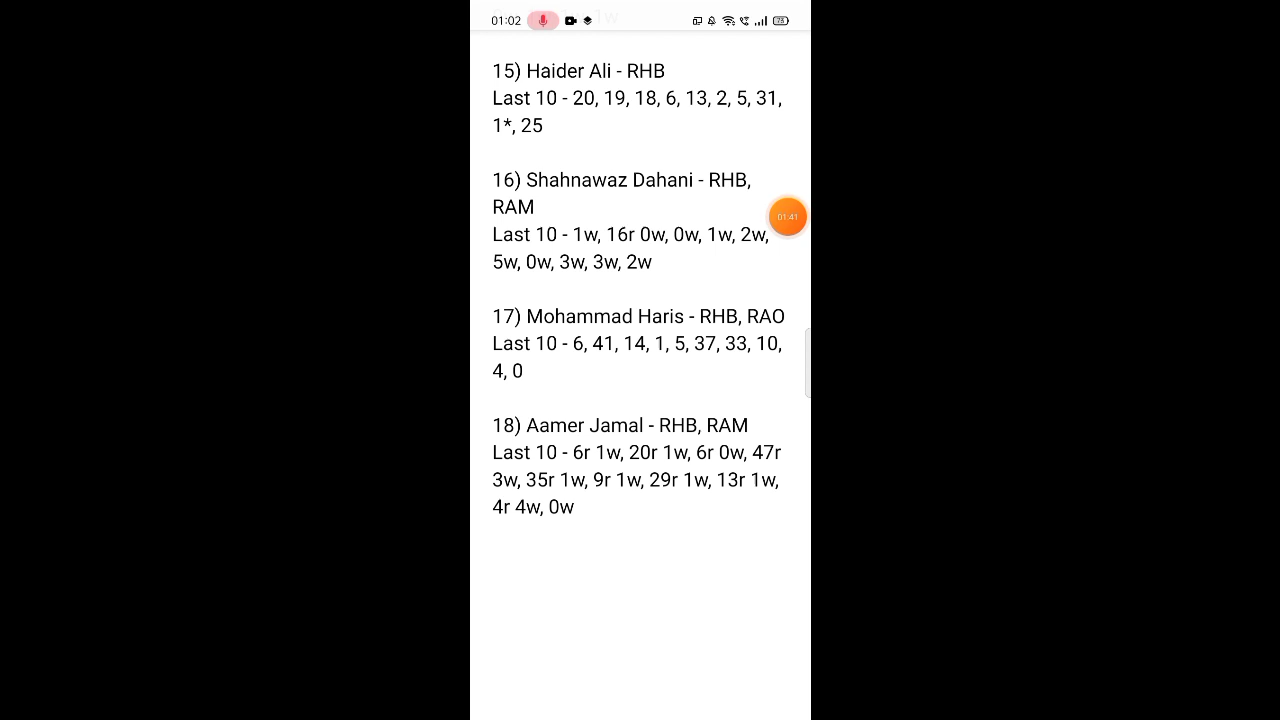 01:02
73
15) Haider Ali - RHB
Last 10 - 20, 19, 18, 6, 13, 2, 5, 31,
1*, 25
16) Shahnawaz Dahani - RHB,
RAM
01:41
Last 10 - 1w, 16r 0w, 0w, 1w, 2w,
5w, 0w, 3w, 3w, 2w
17) Mohammad Haris - RHB, RAO
Last 10 - 6, 41, 14, 1, 5, 37, 33, 10,
4, 0
18) Aamer Jamal - RHB, RAM
Last 10 - 6r 1w, 20r 1w, 6r 0w, 47r
3w, 35r 1w, 9r 1w, 29r 1w, 13r 1w,
4r 4w, 0w